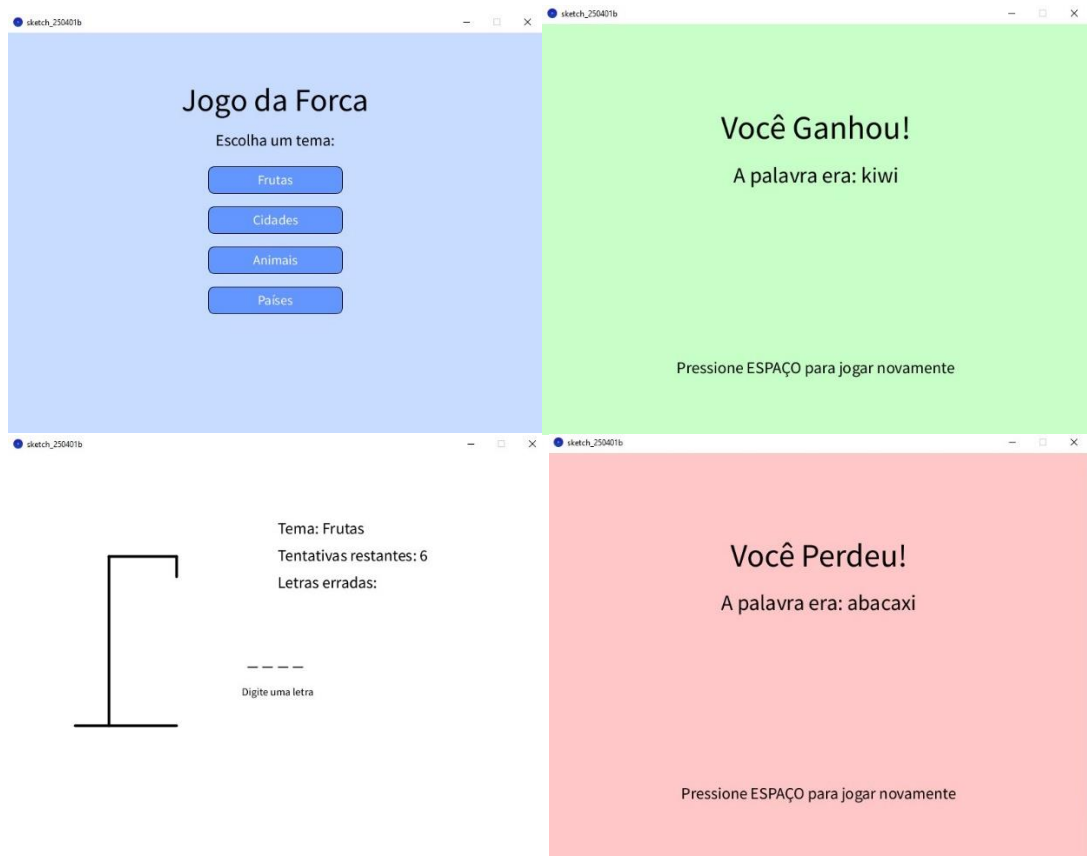 sketch_250401b
Jogo da Forca
Escolha um tema:
Frutas
Cidades
Animais
Países
sketch_250401b
Você Ganhou!
A palavra era: kiwi
Pressione ESPAÇO para jogar novamente
sketch_250401b
Tema: Frutas
Tentativas restantes: 6
Letras erradas:
_ _ _ _
Digite uma letra
sketch_250401b
Você Perdeu!
A palavra era: abacaxi
Pressione ESPAÇO para jogar novamente